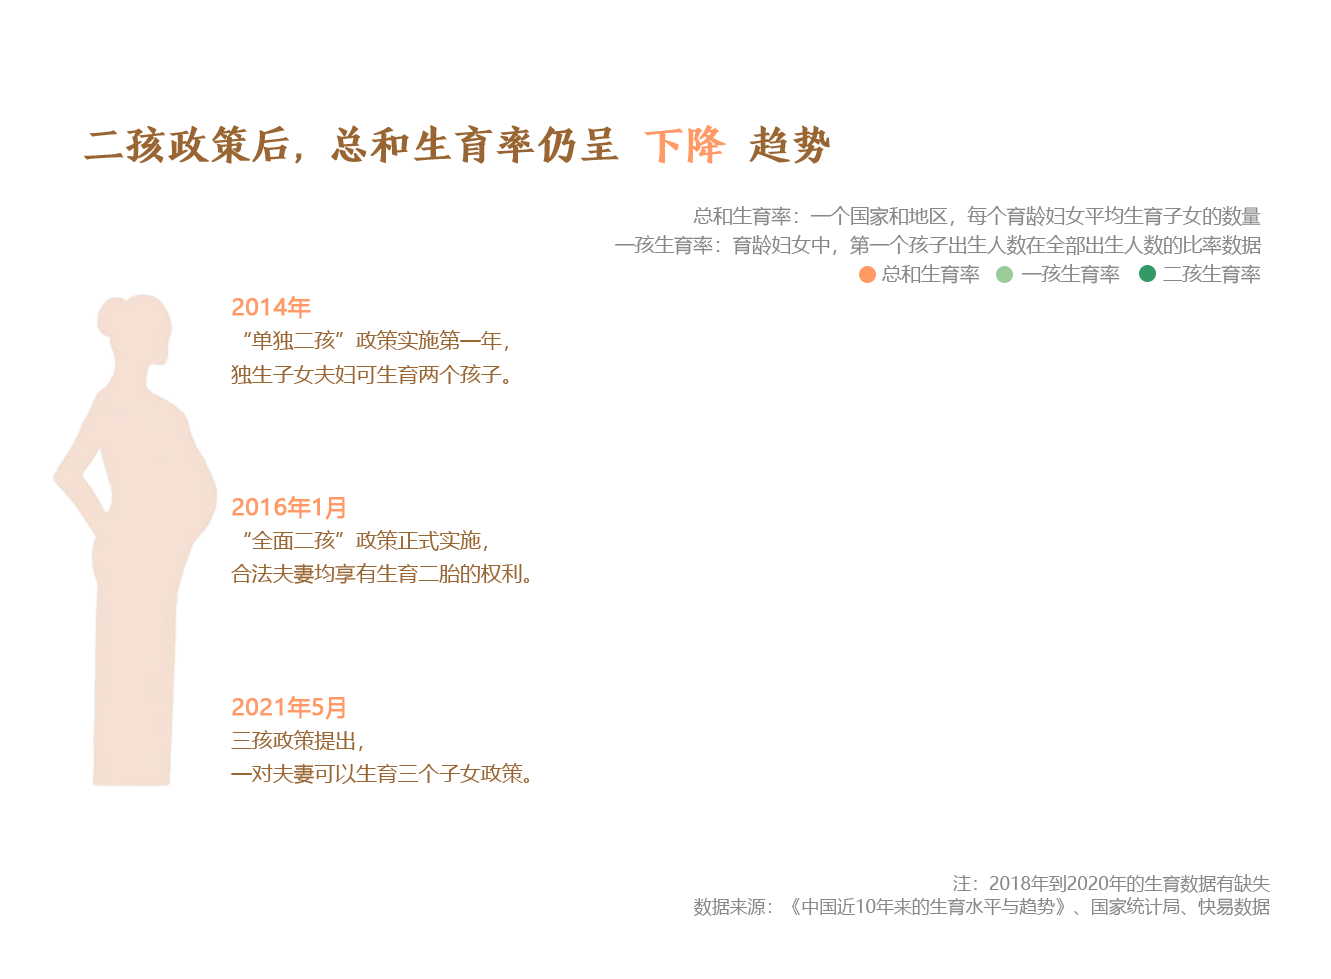 二孩政策后，总和生育率仍呈 下降 趋势
总和生育率：一个国家和地区，每个育龄妇女平均生育子女的数量
一孩生育率：育龄妇女中，第一个孩子出生人数在全部出生人数的比率数据
总和生育率 一孩生育率 二孩生育率
2014年
“单独二孩”政策实施第一年，
独生子女夫妇可生育两个孩子。
2016年1月
“全面二孩”政策正式实施，
合法夫妻均享有生育二胎的权利。
2021年5月
三孩政策提出，
一对夫妻可以生育三个子女政策。
注：2018年到2020年的生育数据有缺失
数据来源：《中国近10年来的生育水平与趋势》、国家统计局、快易数据